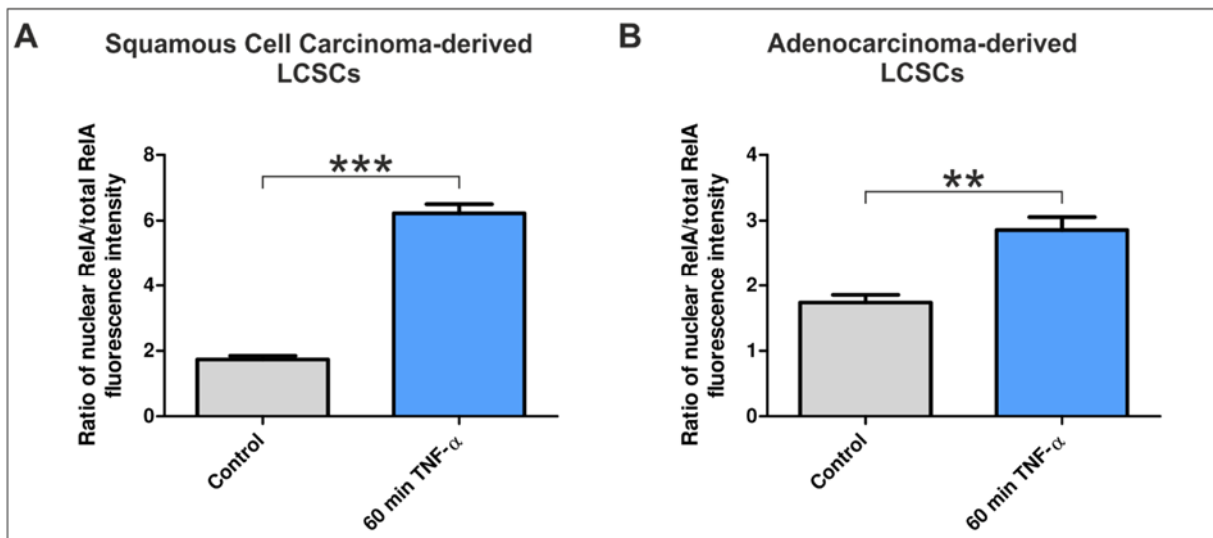 A
Squamous Cell Carcinoma-derived
LCSCs
Ratio of nuclear RelA/total RelA
fluorescence intensity
8
6
4
2
0
***
Control
60 min TNF-α
B
Adenocarcinoma-derived
LCSCs
Ratio of nuclear RelA/total RelA
fluorescence intensity
4
3
2
1
0
**
Control
60 min TNF-α